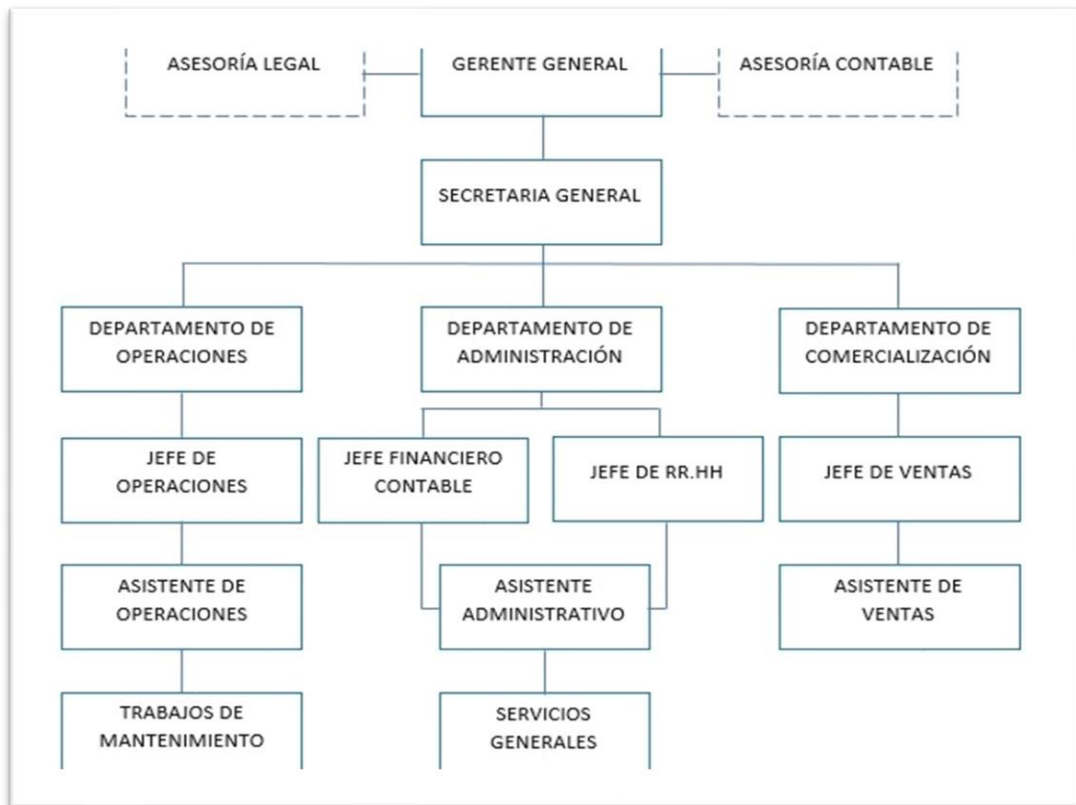 ASESORÍA LEGAL
GERENTE GENERAL
ASESORÍA CONTABLE
SECRETARIA GENERAL
DEPARTAMENTO DE
OPERACIONES
DEPARTAMENTO DE
ADMINISTRACIÓN
DEPARTAMENTO DE
COMERCIALIZACIÓN
JEFE DE
OPERACIONES
JEFE FINANCIERO
CONTABLE
JEFE DE RR.HH
JEFE DE VENTAS
ASISTENTE DE
OPERACIONES
ASISTENTE
ADMINISTRATIVO
ASISTENTE DE
VENTAS
TRABAJOS DE
MANTENIMIENTO
SERVICIOS
GENERALES